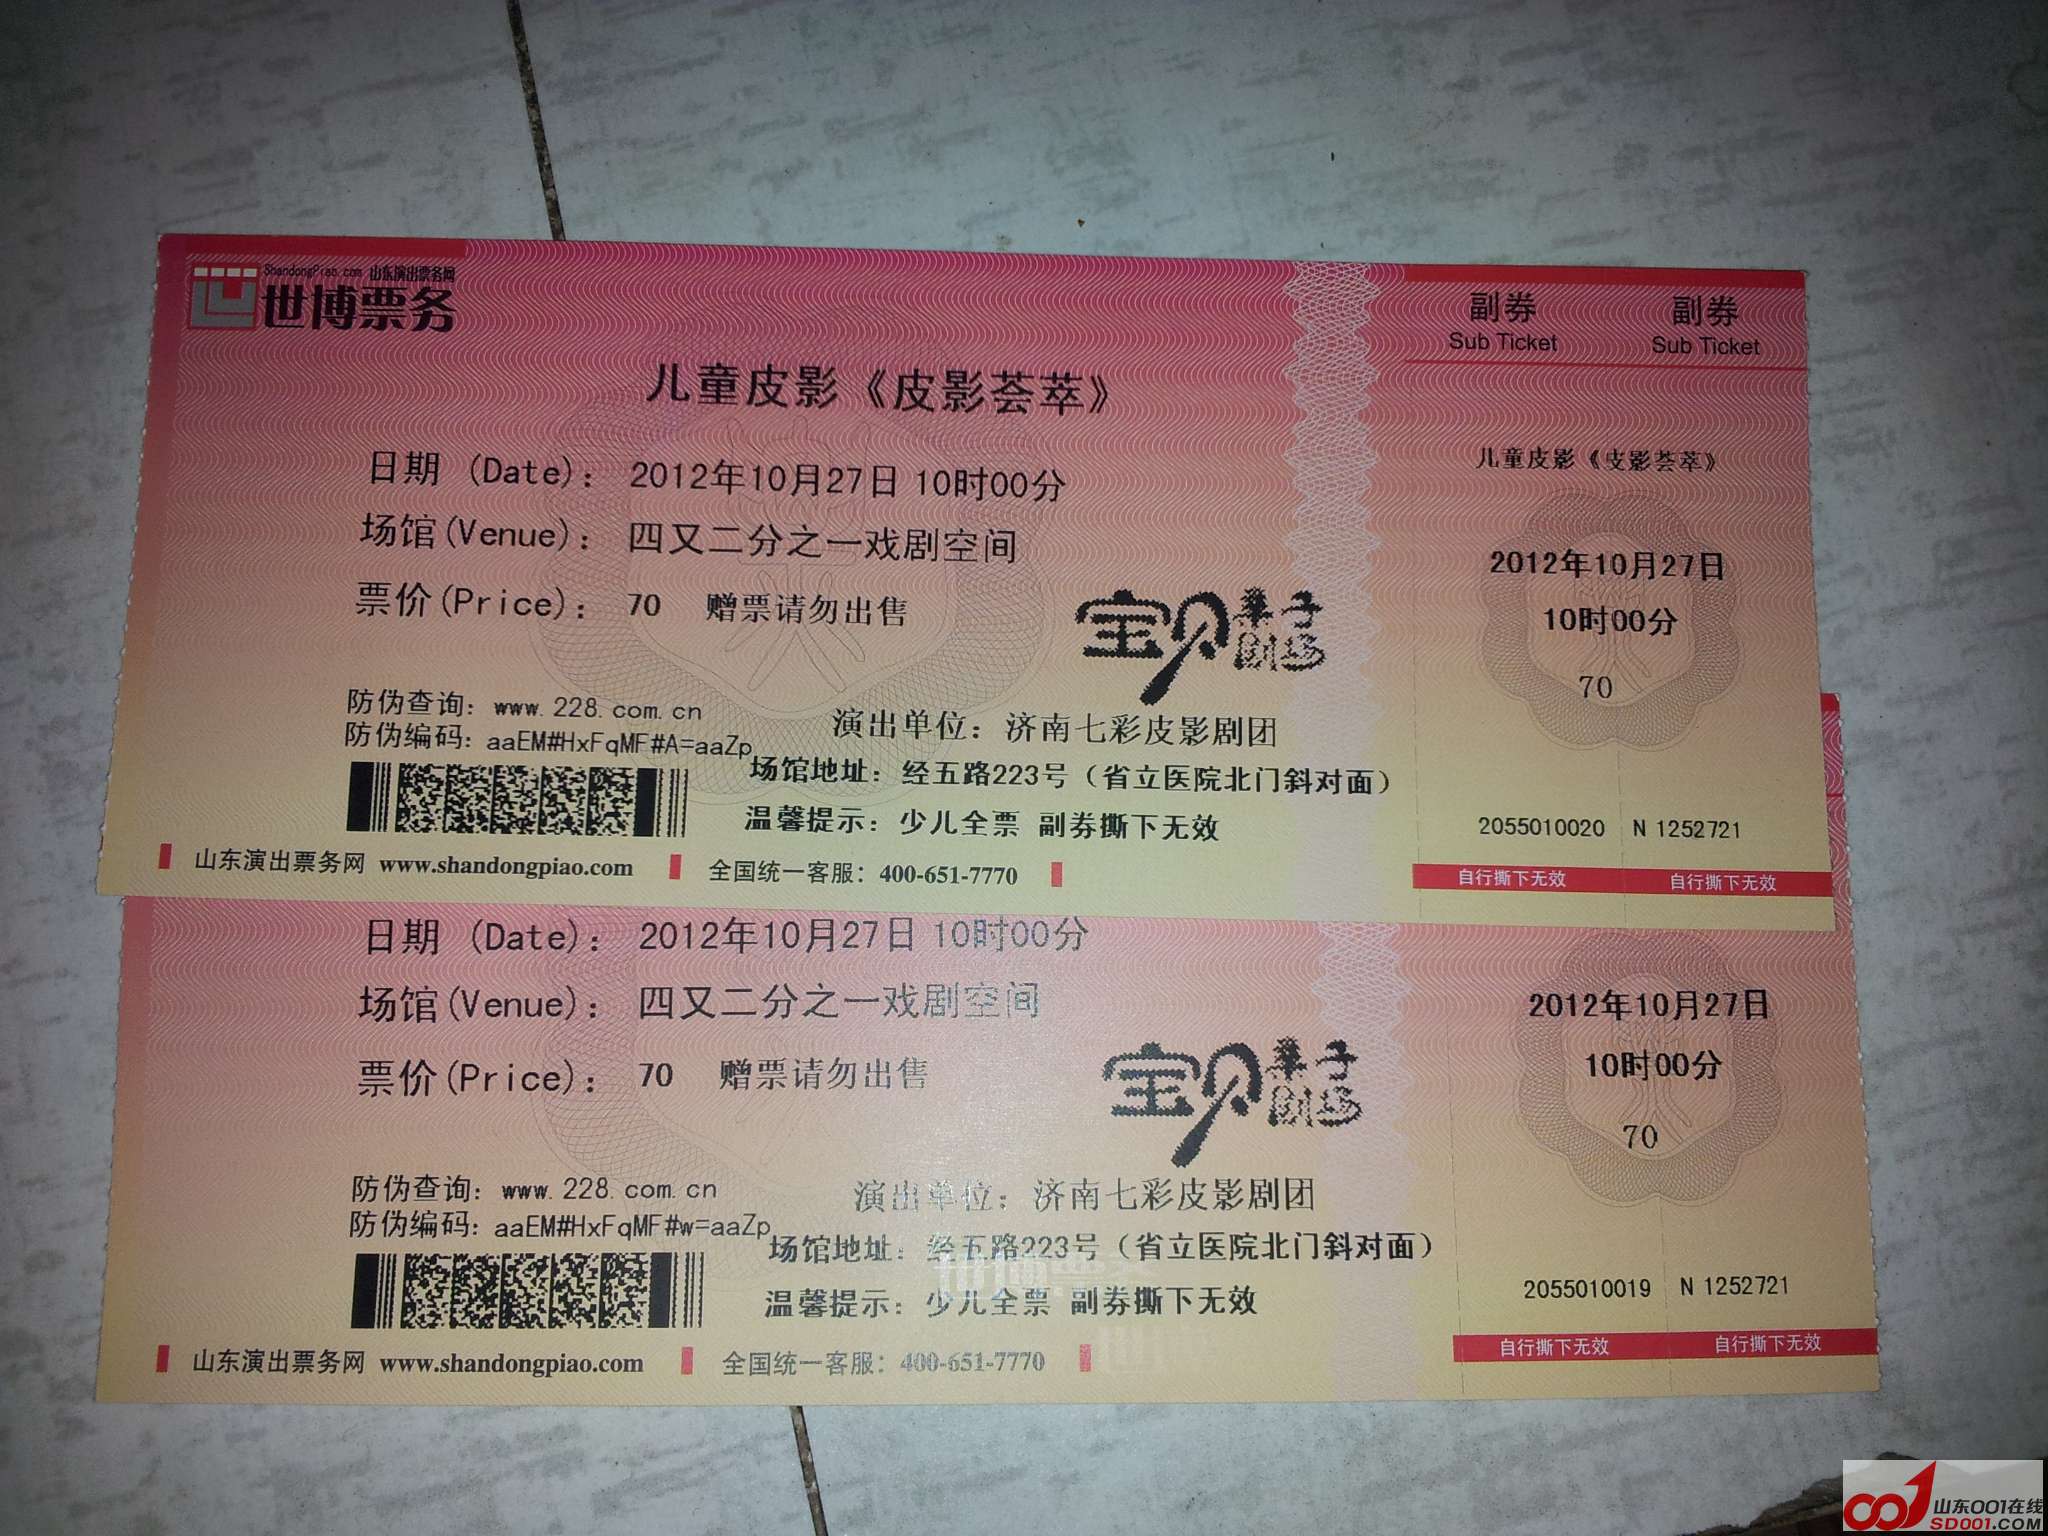 ShandongPiao.com 山东演出票务网
世博票务
儿童皮影《皮影荟萃》
日期 (Date)： 2012年10月27日 10时00分
场馆(Venue)： 四又二分之一戏剧空间
票价(Price)： 70 赠票请勿出售
宝贝
防伪查询：www.228.com.cn
防伪编码：aaEM#HxFqMF#A=aaZp
演出单位：济南七彩皮影剧团
场馆地址：经五路223号（省立医院北门斜对面）
温馨提示：少儿全票 副券撕下无效
山东演出票务网 www.shandongpiao.com 全国统一客服：400-651-7770
副券 副券
Sub Ticket Sub Ticket
儿童皮影《皮影荟萃》
2012年10月27日
10时00分
70
2055010020 N 1252721
自行撕下无效 自行撕下无效
日期 (Date)： 2012年10月27日 10时00分
场馆(Venue)： 四又二分之一戏剧空间
票价(Price)： 70 赠票请勿出售
宝贝
防伪查询：www.228.com.cn
防伪编码：aaEM#HxFqMF#w=aaZp
演出单位：济南七彩皮影剧团
场馆地址：经五路223号（省立医院北门斜对面）
温馨提示：少儿全票 副券撕下无效
山东演出票务网 www.shandongpiao.com 全国统一客服：400-651-7770
2012年10月27日
10时00分
70
2055010019 N 1252721
自行撕下无效 自行撕下无效
001 山东001在线
SD001.COM